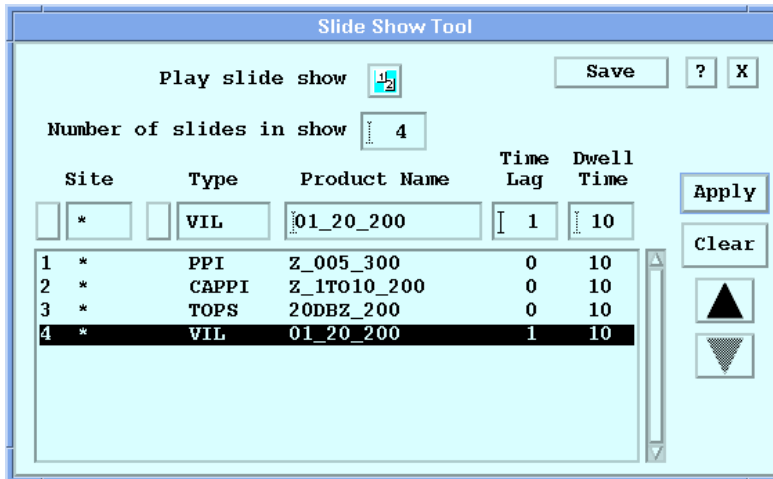 Slide Show Tool
Play slide show 1 2 Save ? X
Number of slides in show 4
Site Type Product Name Time Lag Dwell Time Apply
* VIL 01_20_200 1 10
Clear
1 * PPI Z_005_300 0 10
2 * CAPPI Z_1TO10_200 0 10
3 * TOPS 20DBZ_200 0 10
4 * VIL 01_20_200 1 10